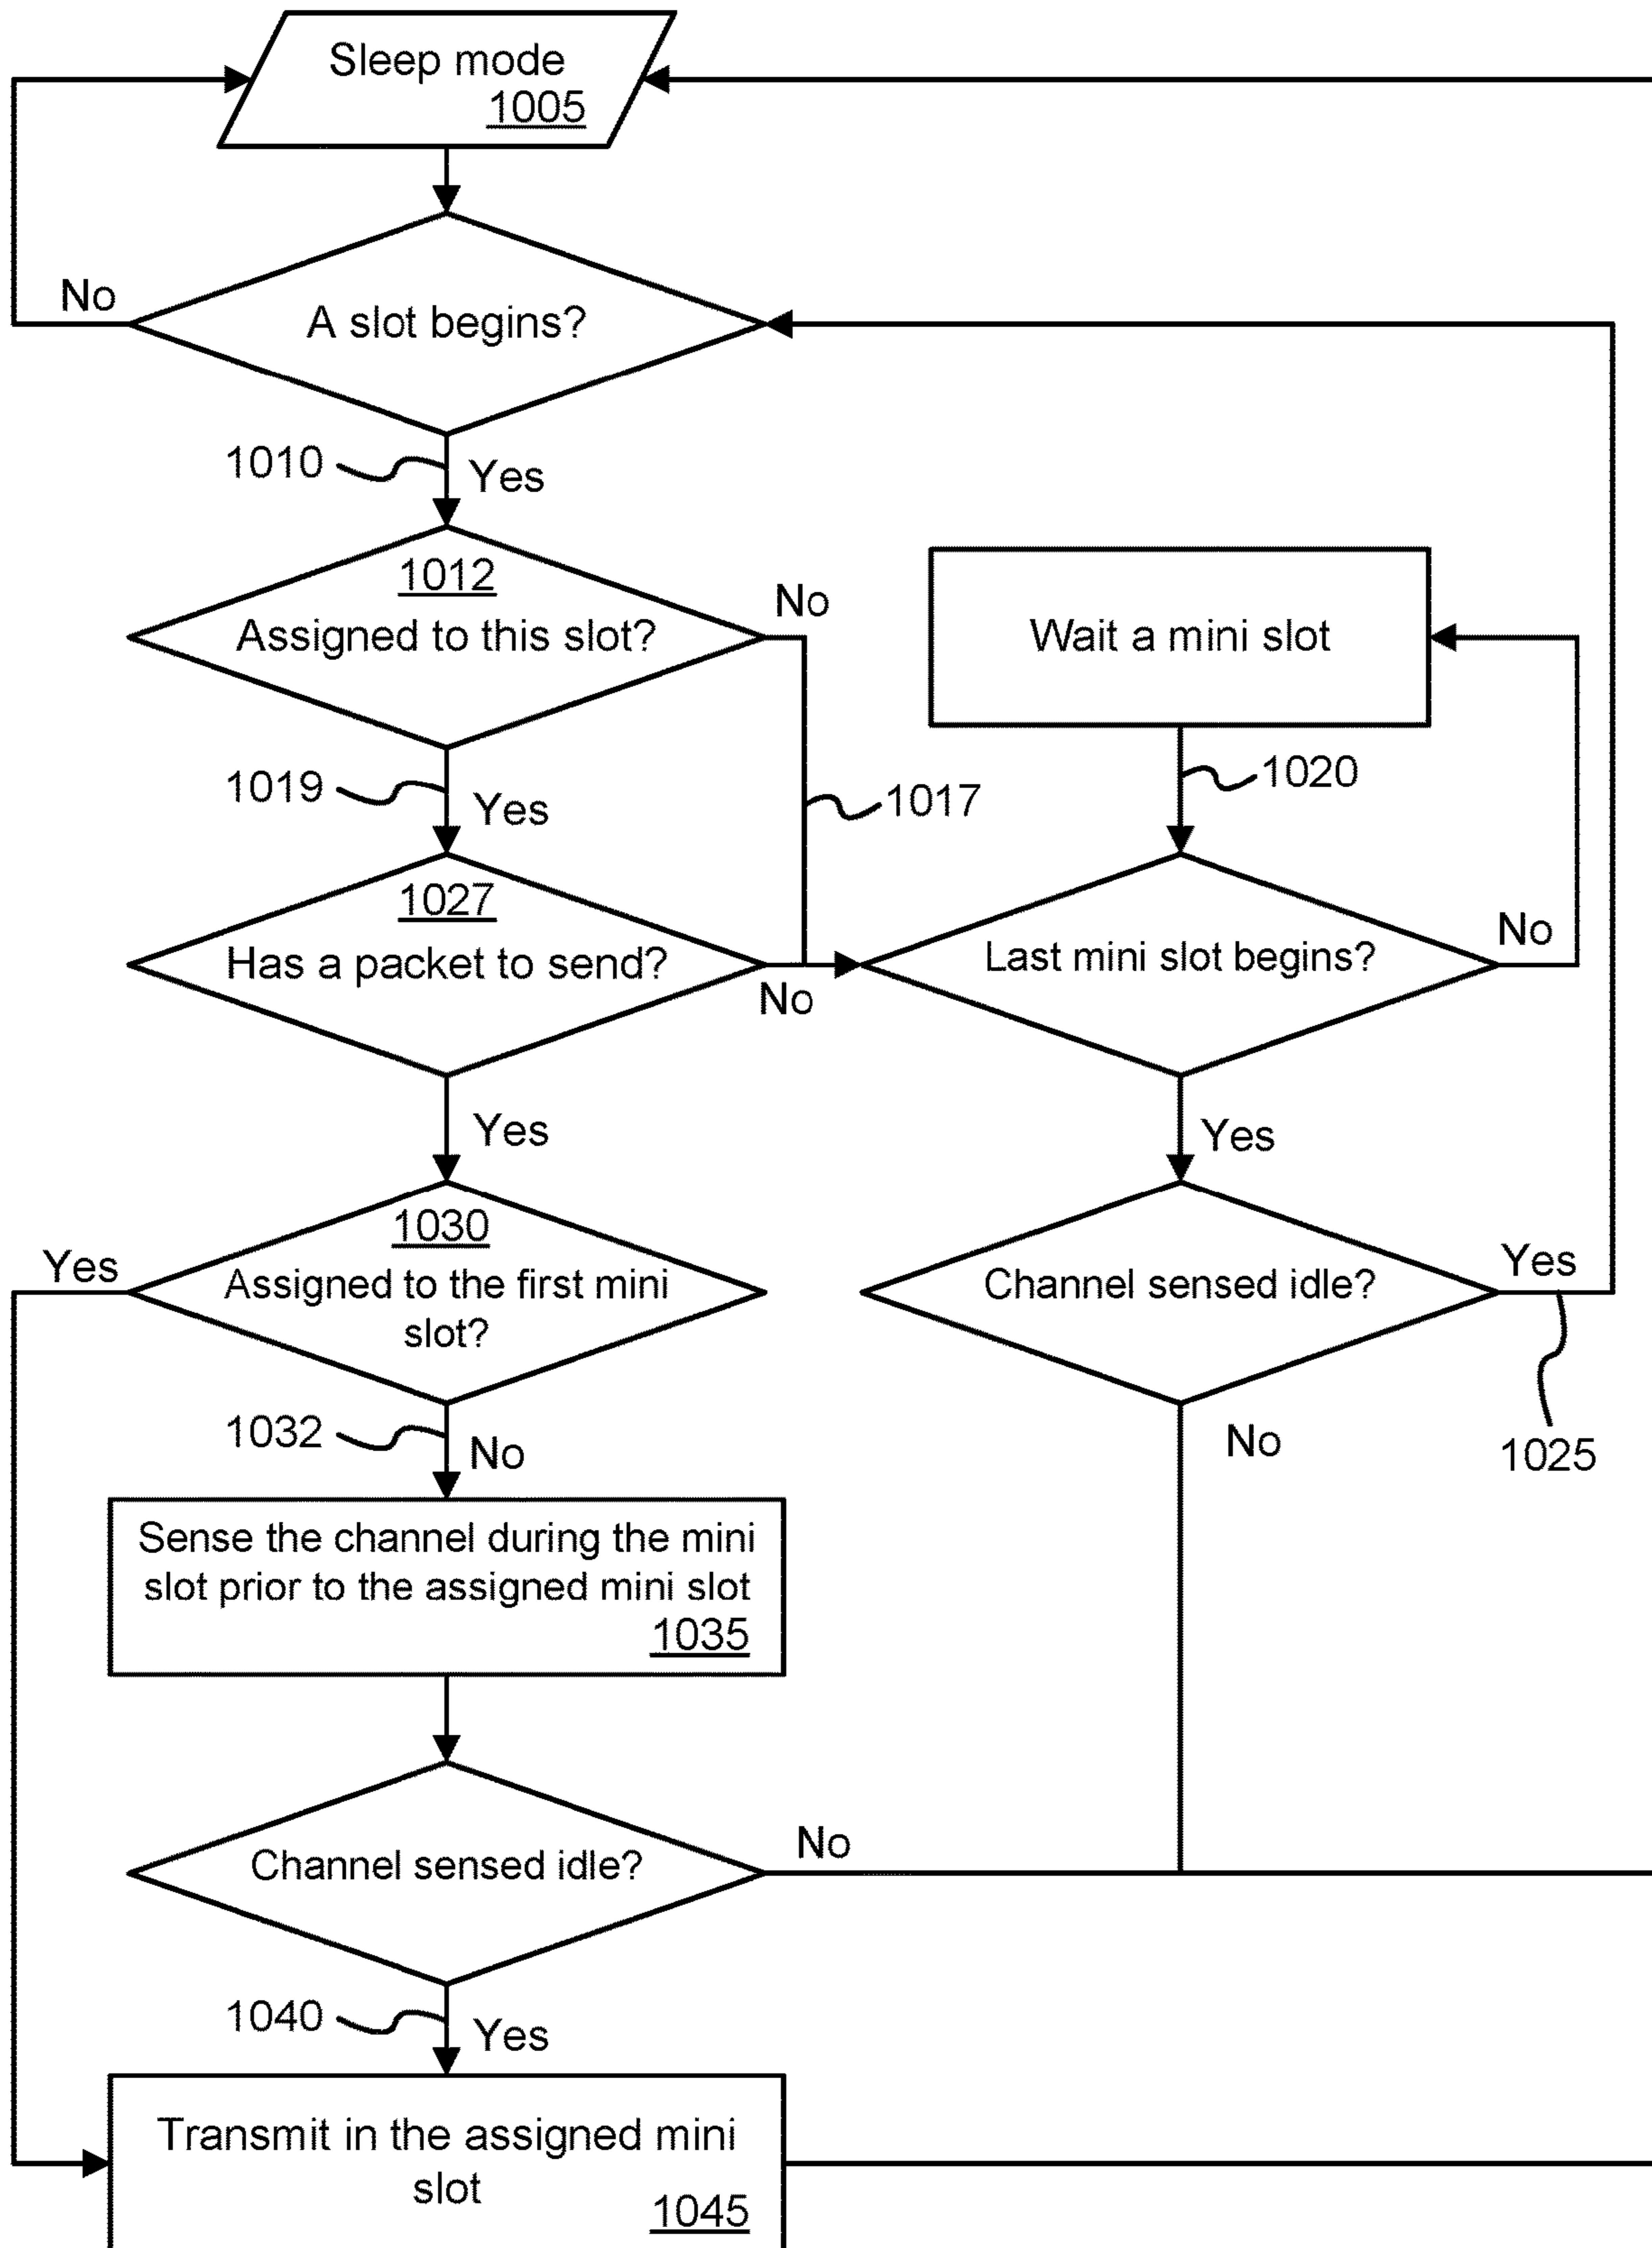 Sleep mode
1005
No
A slot begins?
1010
Yes
1012
Assigned to this slot?
No
Wait a mini slot
1019
Yes
1017
1020
1027
Has a packet to send?
No
Last mini slot begins?
No
Yes
Yes
1030
Assigned to the first mini
slot?
Yes
Channel sensed idle?
Yes
1032
No
No
1025
Sense the channel during the mini
slot prior to the assigned mini slot
1035
Channel sensed idle?
No
1040
Yes
Transmit in the assigned mini
slot
1045